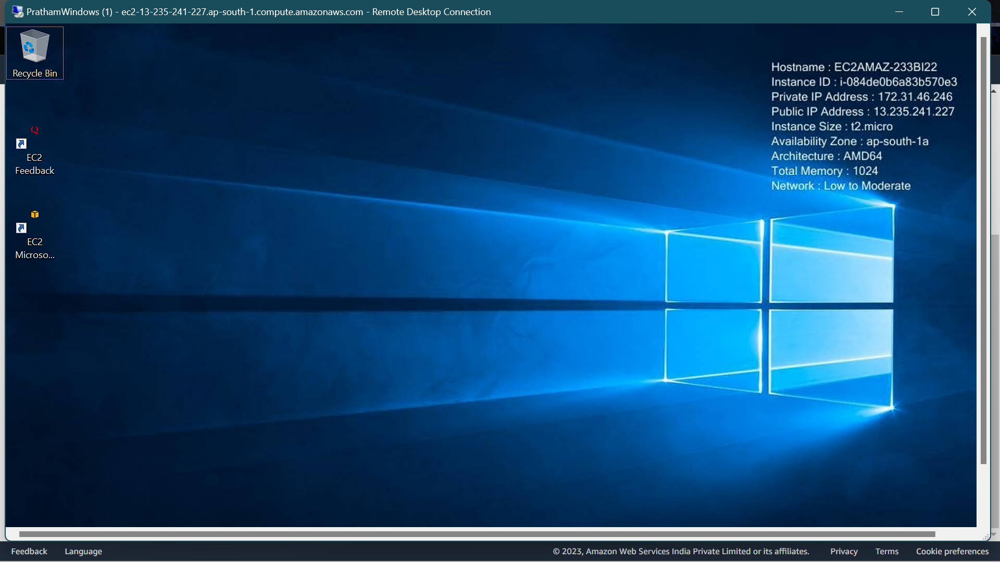 PrathamWindows (1) - ec2-13-235-241-227.ap-south-1.compute.amazonaws.com - Remote Desktop Connection
Recycle Bin
Hostname : EC2AMAZ-233BI22
Instance ID : i-084de0b6a83b570e3
Private IP Address : 172.31.46.246
Public IP Address : 13.235.241.227
Instance Size : t2.micro
Availability Zone : ap-south-1a
Architecture : AMD64
Total Memory : 1024
Network : Low to Moderate
Q
EC2
Feedback
EC2
Microso...
Feedback Language © 2023, Amazon Web Services India Private Limited or its affiliates. Privacy Terms Cookie preferences